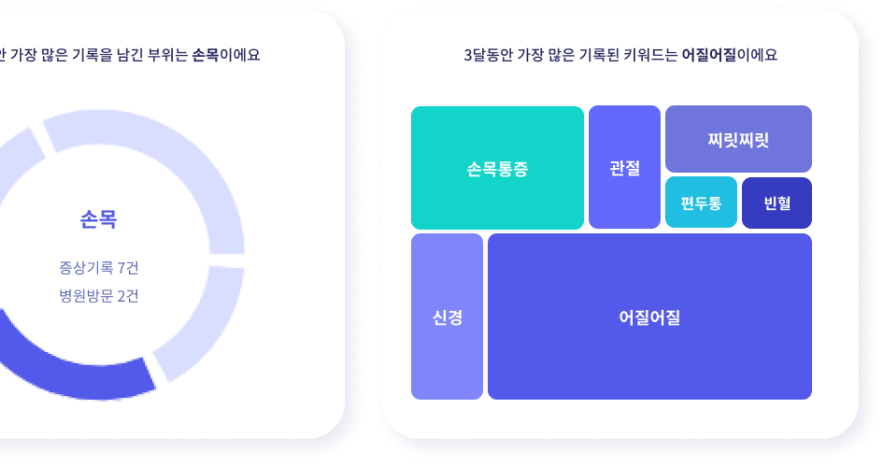 가장 많은 기록을 남긴 부위는 손목이에요
손목
증상기록 7건
병원방문 2건
3달동안 가장 많은 기록된 키워드는 어질어질이에요
손목통증
관절
찌릿찌릿
편두통
빈혈
신경
어질어질